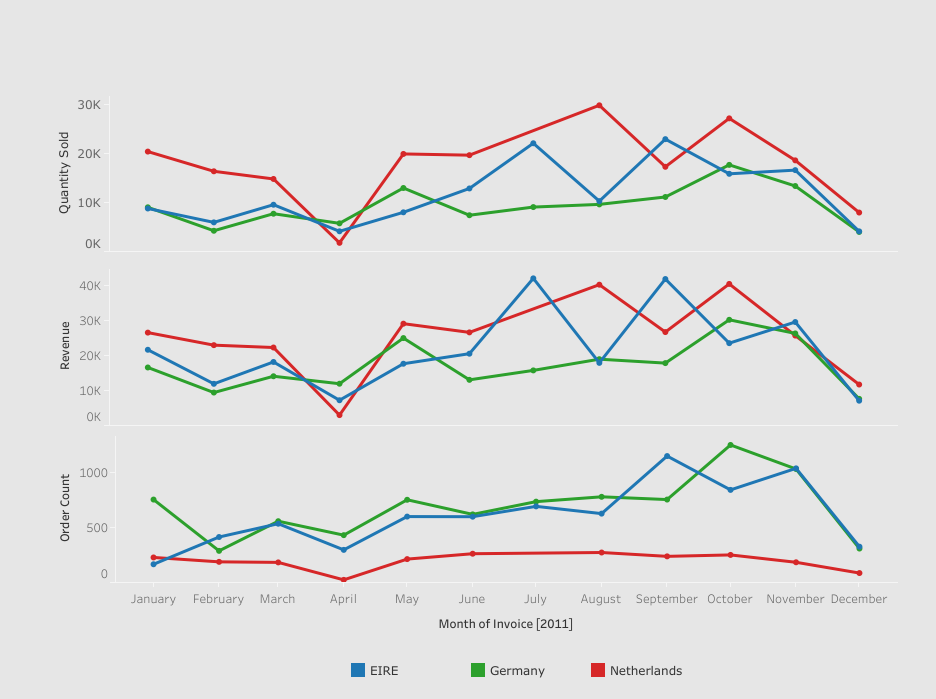 30K
20K
10K
0K
Quantity Sold
40K
30K
20K
10K
0K
Revenue
1000
500
0
Order Count
January February March April May June July August September October November December
Month of Invoice [2011]
EIRE Germany Netherlands